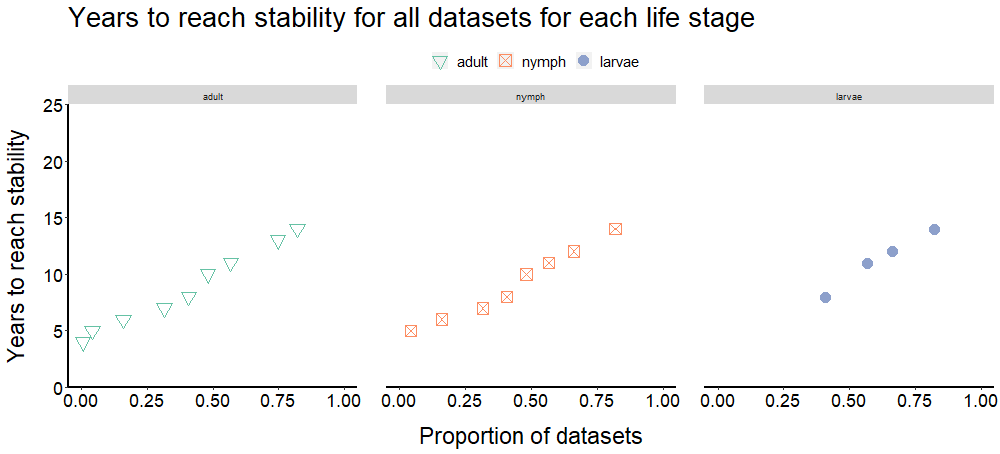 Years to reach stability for all datasets for each life stage
adult nymph larvae
adult nymph larvae
Years to reach stability
25
20
15
10
5
0
0.00 0.25 0.50 0.75 1.00 0.00 0.25 0.50 0.75 1.00 0.00 0.25 0.50 0.75 1.00
Proportion of datasets